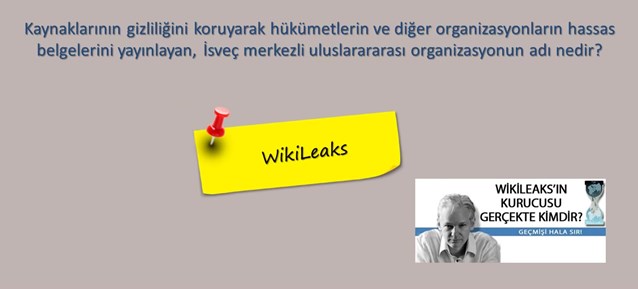 Kaynaklarının gizliliğini koruyarak hükümetlerin ve diğer organizasyonların hassas
belgelerini yayınlayan, İsveç merkezli uluslarararası organizasyonun adı nedir?
WikiLeaks
WİKİLEAKS'IN
KURUCUSU
GERÇEKTE KİMDİR?
GEÇMİŞİ HALA SIR!